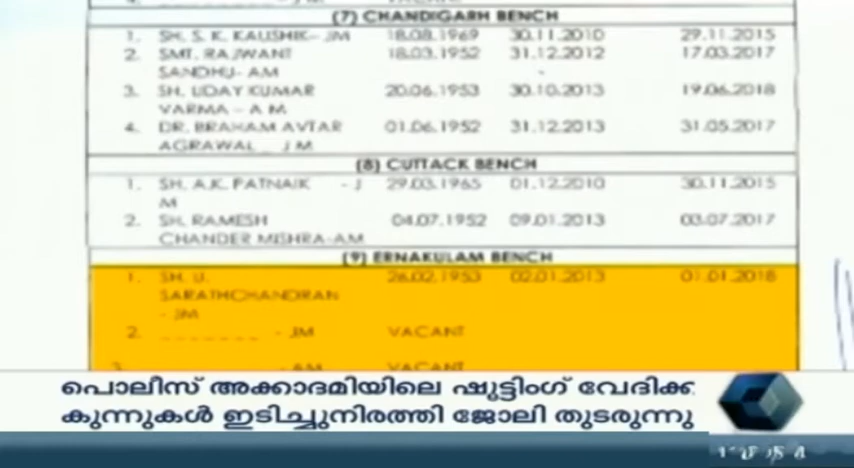 (7) CHANDIGARH BENCH
1. SH. S. K. KAUSHIK- JM 18.08.1969 30.11.2010 29.11.2015
2. SMT. RAJWANT 18.03.1952 31.12.2012 17.03.2017
SANDHU- AM
3. SH. UDAY KUMAR 20.06.1953 30.10.2013 19.06.2018
VARMA - A M
4. DR. BRAHAM AVTAR 01.06.1952 31.12.2013 31.05.2017
AGRAWAL _ J M
(8) CUTTACK BENCH
1. SH. A.K. PATNAIK - J 29.03.1965 01.12.2010 30.11.2015
M
2. SH. RAMESH 04.07.1952 09.01.2013 03.07.2017
CHANDER MISHRA-AM
(9) ERNAKULAM BENCH
1. SH. U. 26.02.1953 02.01.2013 01.01.2018
SARATHCHANDRAN
- JM
2. _ _ _ _ _ _ _ - JM VACANT
3. - AM VACANT
പൊലീസ് അക്കാദമിയിലെ ഷൂട്ടിംഗ് വേദിക്ക
കുന്നുകൾ ഇടിച്ചുനിരത്തി ജോലി തുടരുന്നു